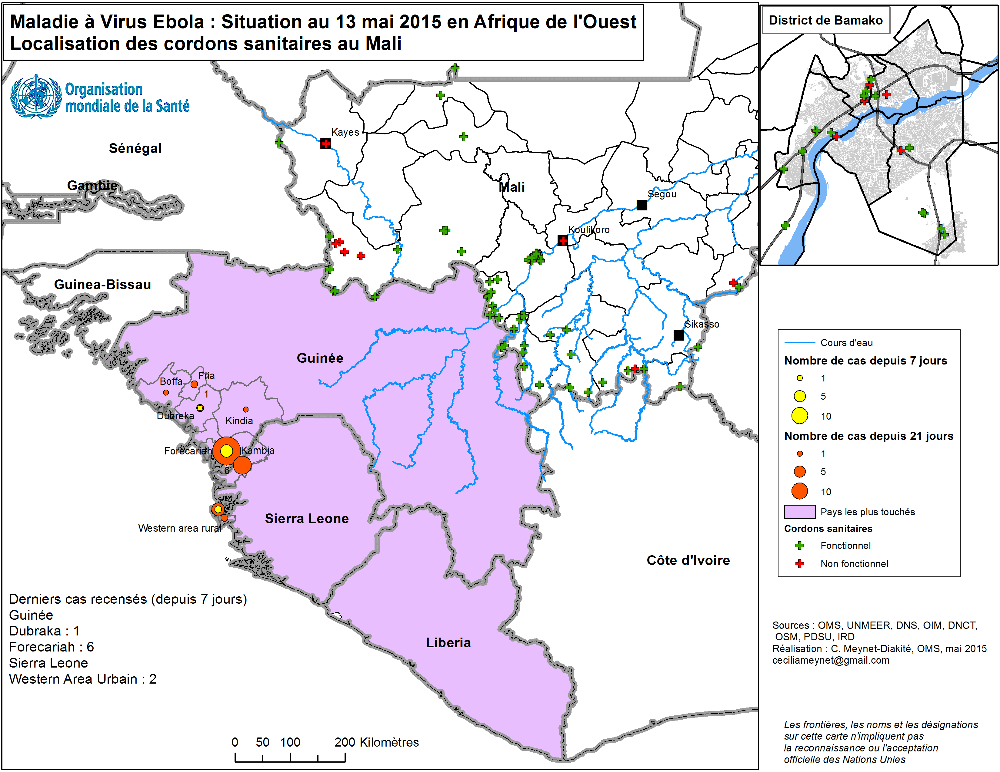 Maladie à Virus Ebola : Situation au 13 mai 2015 en Afrique de l'Ouest
Localisation des cordons sanitaires au Mali
District de Bamako
Organisation
mondiale de la Santé
Kayes
Sénégal
Gambie
Mali
Segou
Koulikoro
Guinea-Bissau
Sikasso
Guinée
Fria
Boffa
1
Dubreka
Kindia
Forecariah
Kambia
6
Sierra Leone
Western area rural
Côte d'Ivoire
Liberia
Cours d'eau
Nombre de cas depuis 7 jours
1
5
10
Nombre de cas depuis 21 jours
1
5
10
Pays les plus touchés
Cordons sanitaires
Fonctionnel
Non fonctionnel
Derniers cas recensés (depuis 7 jours)
Guinée
Dubraka : 1
Forecariah : 6
Sierra Leone
Western Area Urbain : 2
0 50 100 200 Kilomètres
Sources : OMS, UNMEER, DNS, OIM, DNCT,
OSM, PDSU, IRD
Réalisation : C. Meynet-Diakité, OMS, mai 2015
ceciliameynet@gmail.com
Les frontières, les noms et les désignations
sur cette carte n'impliquent pas
la reconnaissance ou l'acceptation
officielle des Nations Unies